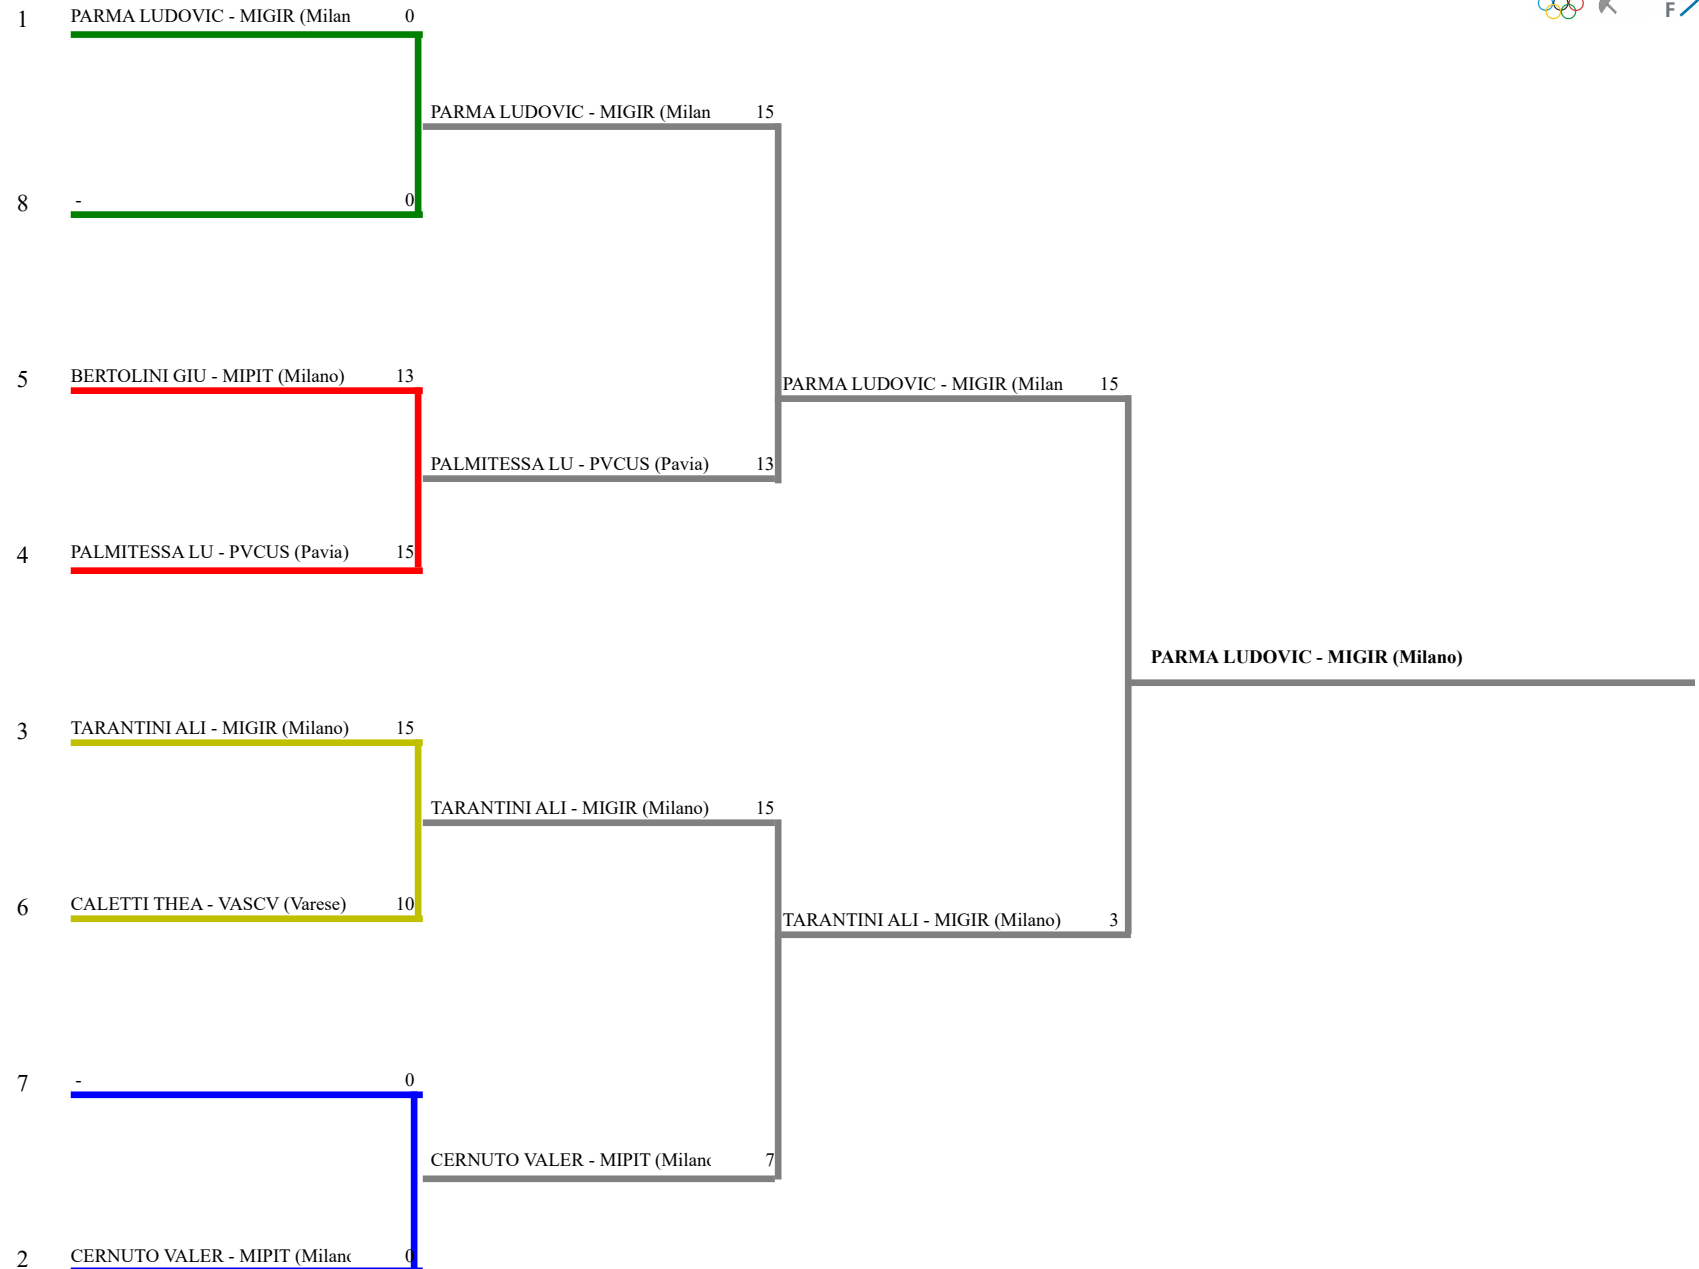 F
1 PARMA LUDOVIC - MIGIR (Milan 0
PARMA LUDOVIC - MIGIR (Milan 15
8 - 0
5 BERTOLINI GIU - MIPIT (Milano) 13
PARMA LUDOVIC - MIGIR (Milan 15
PALMITESSA LU - PVCUS (Pavia) 13
4 PALMITESSA LU - PVCUS (Pavia) 15
PARMA LUDOVIC - MIGIR (Milano)
3 TARANTINI ALI - MIGIR (Milano) 15
TARANTINI ALI - MIGIR (Milano) 15
6 CALETTI THEA - VASCV (Varese) 10
TARANTINI ALI - MIGIR (Milano) 3
7 - 0
CERNUTO VALER - MIPIT (Milanc 7
2 CERNUTO VALER - MIPIT (Milanc 0